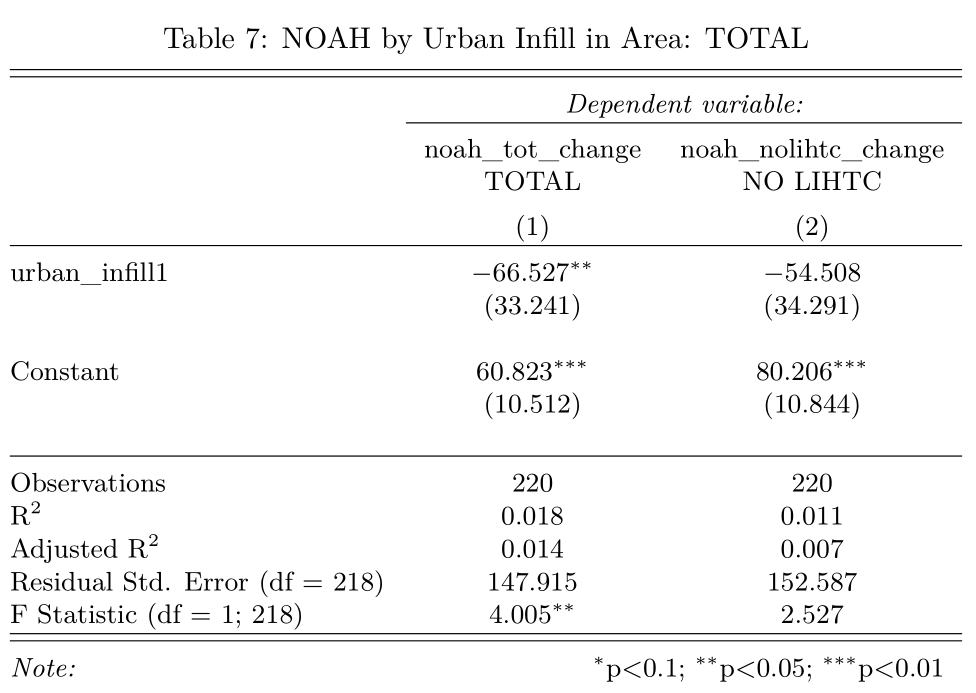 Table 7: NOAH by Urban Infill in Area: TOTAL
Dependent variable:
noah_tot_change noah_nolihtc_change
TOTAL NO LIHTC
(1) (2)
urban_infill1 −66.527** −54.508
(33.241) (34.291)
Constant 60.823*** 80.206***
(10.512) (10.844)
Observations 220 220
R² 0.018 0.011
Adjusted R² 0.014 0.007
Residual Std. Error (df = 218) 147.915 152.587
F Statistic (df = 1; 218) 4.005** 2.527
Note: *p<0.1; **p<0.05; ***p<0.01